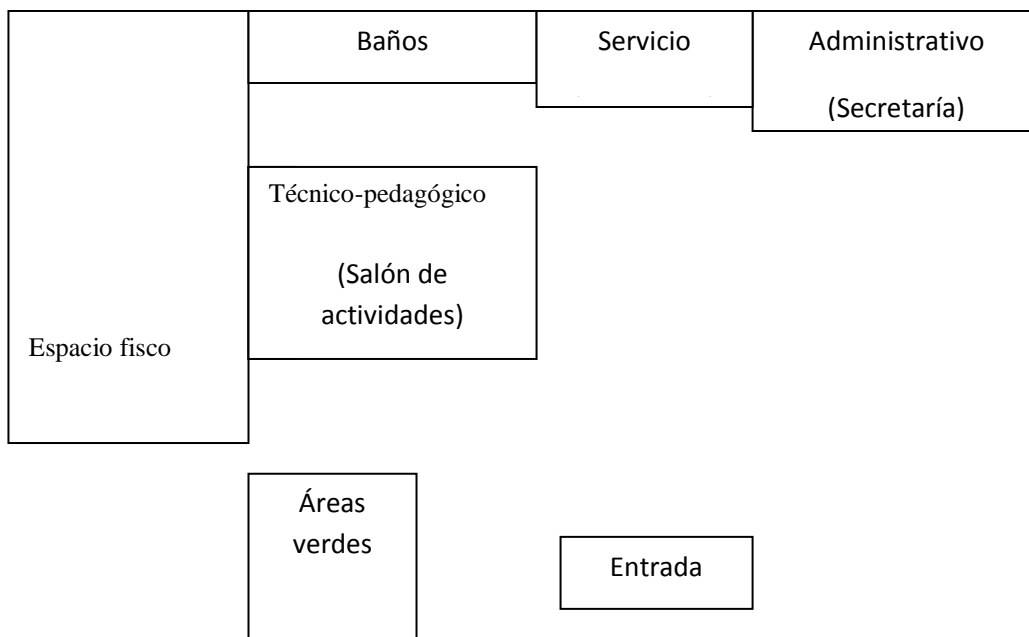 Baños
Servicio
Administrativo
(Secretaría)
Técnico-pedagógico
(Salón de
actividades)
Espacio fisco
Áreas
verdes
Entrada